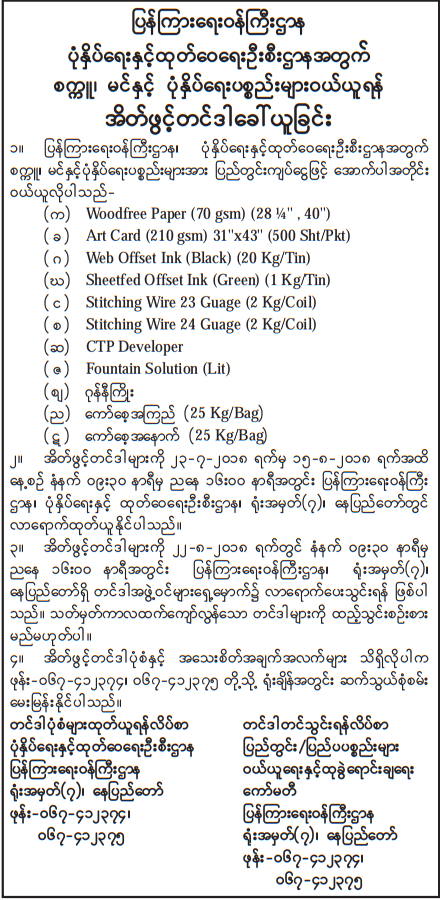 ပြန်ကြားရေးဝန်ကြီးဌာန
ပုံနှိပ်ရေးနှင့်ထုတ်ဝေရေးဦးစီးဌာနအတွက်
စက္ကူ၊ မင်နှင့် ပုံနှိပ်ရေးပစ္စည်းများဝယ်ယူရန်
အိတ်ဖွင့်တင်ဒါခေါ်ယူခြင်း
၁။ ပြန်ကြားရေးဝန်ကြီးဌာန၊ ပုံနှိပ်ရေးနှင့်ထုတ်ဝေရေးဦးစီးဌာနအတွက်
စက္ကူ၊ မင်နှင့်ပုံနှိပ်ရေးပစ္စည်းများအား ပြည်တွင်းကျပ်ငွေဖြင့် အောက်ပါအတိုင်း
ဝယ်ယူလိုပါသည်-
(က) Woodfree Paper (70 gsm) (28 ¼" , 40")
(ခ) Art Card (210 gsm) 31"x43" (500 Sht/Pkt)
(ဂ) Web Offset Ink (Black) (20 Kg/Tin)
(ဃ) Sheetfed Offset Ink (Green) (1 Kg/Tin)
(င) Stitching Wire 23 Guage (2 Kg/Coil)
(စ) Stitching Wire 24 Guage (2 Kg/Coil)
(ဆ) CTP Developer
(ဇ) Fountain Solution (Lit)
(ဈ) ဂုန်နီကြိုး
(ည) ကော်စေ့အကြည် (25 Kg/Bag)
(ဋ) ကော်စေ့အနောက် (25 Kg/Bag)
၂။ အိတ်ဖွင့်တင်ဒါများကို ၂၃-၇-၂၀၁၈ ရက်မှ ၁၅-၈-၂၀၁၈ ရက်အထိ
နေ့စဉ် နံနက် ၀၉:၃၀ နာရီမှ ညနေ ၁၆:၀၀ နာရီအတွင်း ပြန်ကြားရေးဝန်ကြီး
ဌာန၊ ပုံနှိပ်ရေးနှင့် ထုတ်ဝေရေးဦးစီးဌာန၊ ရုံးအမှတ်(၇)၊ နေပြည်တော်တွင်
လာရောက်ထုတ်ယူနိုင်ပါသည်။
၃။ အိတ်ဖွင့်တင်ဒါများကို ၂၂-၈-၂၀၁၈ ရက်တွင် နံနက် ၀၉:၃၀ နာရီမှ
ညနေ ၁၆:၀၀ နာရီအတွင်း ပြန်ကြားရေးဝန်ကြီးဌာန၊ ရုံးအမှတ်(၇)၊
နေပြည်တော်ရှိ တင်ဒါအဖွဲ့ဝင်များရှေ့မှောက်၌ လာရောက်ပေးသွင်းရန် ဖြစ်ပါ
သည်။ သတ်မှတ်ကာလထက်ကျော်လွန်သော တင်ဒါများကို ထည့်သွင်းစဉ်းစား
မည်မဟုတ်ပါ။
၄။ အိတ်ဖွင့်တင်ဒါပုံစံနှင့် အသေးစိတ်အချက်အလက်များ သိရှိလိုပါက
ဖုန်း-၀၆၇-၄၁၂၃၇၄၊ ၀၆၇-၄၁၂၃၇၅ တို့သို့ ရုံးချိန်အတွင်း ဆက်သွယ်စုံစမ်း
မေးမြန်းနိုင်ပါသည်။
တင်ဒါပုံစံများထုတ်ယူရန်လိပ်စာ
ပုံနှိပ်ရေးနှင့်ထုတ်ဝေရေးဦးစီးဌာန
ပြန်ကြားရေးဝန်ကြီးဌာန
ရုံးအမှတ်(၇)၊ နေပြည်တော်
ဖုန်း-၀၆၇-၄၁၂၃၇၄၊
၀၆၇-၄၁၂၃၇၅
တင်ဒါတင်သွင်းရန်လိပ်စာ
ပြည်တွင်း/ပြည်ပပစ္စည်းများ
ဝယ်ယူရေးနှင့်ထုခွဲရောင်းချရေး
ကော်မတီ
ပြန်ကြားရေးဝန်ကြီးဌာန
ရုံးအမှတ်(၇)၊ နေပြည်တော်
ဖုန်း-၀၆၇-၄၁၂၃၇၄၊
၀၆၇-၄၁၂၃၇၅